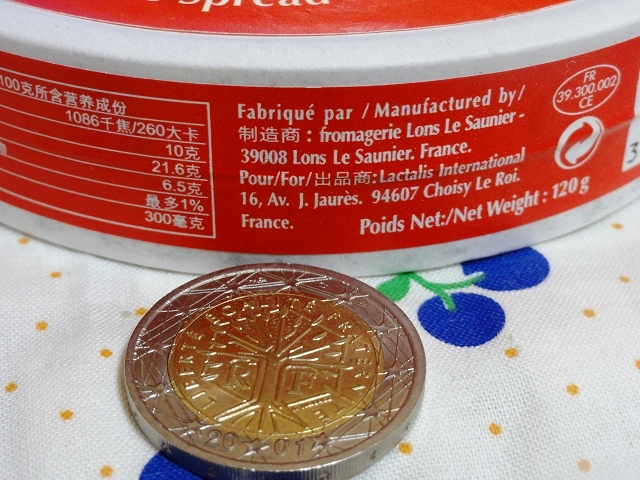 Spread
100克所含营养成份
1086千焦/260大卡
10克
21.6克
6.5克
最多1%
300毫克
Fabriqué par / Manufactured by/
制造商: fromagerie Lons Le Saunier -
39008 Lons Le Saunier. France.
Pour/For/出品商: Lactalis International
16, Av. J. Jaurès. 94607 Choisy Le Roi.
France.
Poids Net:/Net Weight: 120 g
FR
39.300.002
CE
3
LIBERTE EGALITE FRATERNITE
RF
2001